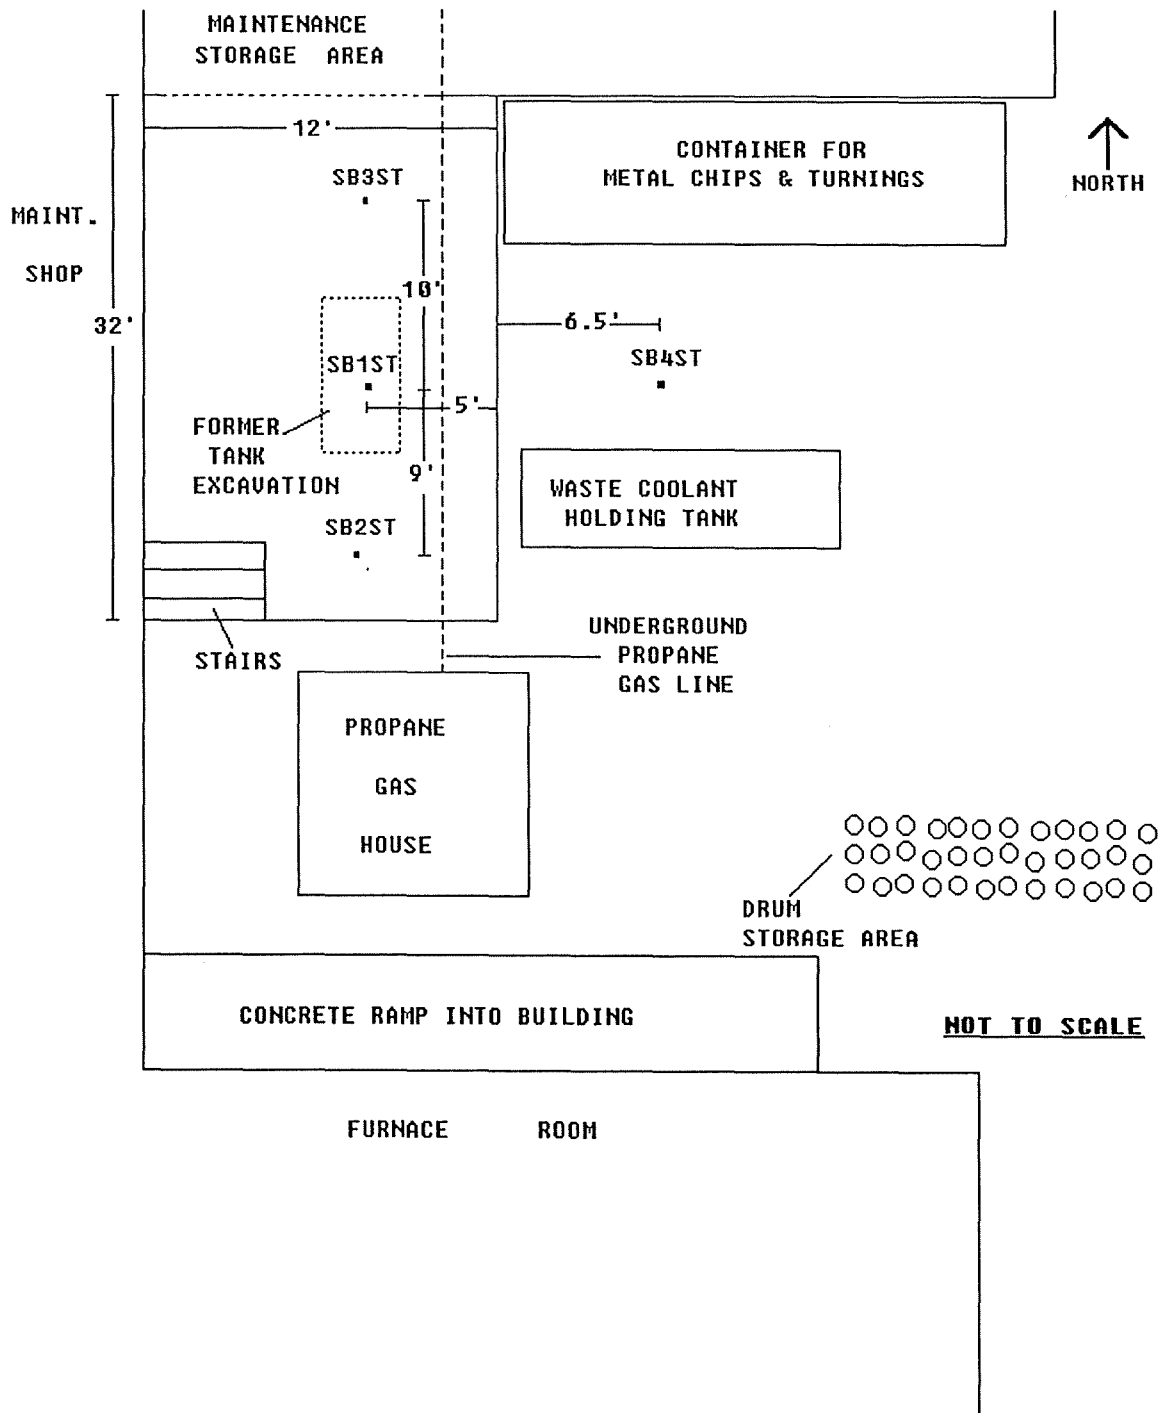 MAINTENANCE
STORAGE AREA
12'
CONTAINER FOR
METAL CHIPS & TURNINGS
NORTH
SB3ST
MAINT.
SHOP
10'
32'
6.5'
SB1ST
SB4ST
5'
FORMER
TANK
EXCAVATION
9'
WASTE COOLANT
HOLDING TANK
SB2ST
STAIRS
UNDERGROUND
PROPANE
GAS LINE
PROPANE
GAS
HOUSE
DRUM
STORAGE AREA
CONCRETE RAMP INTO BUILDING
NOT TO SCALE
FURNACE ROOM